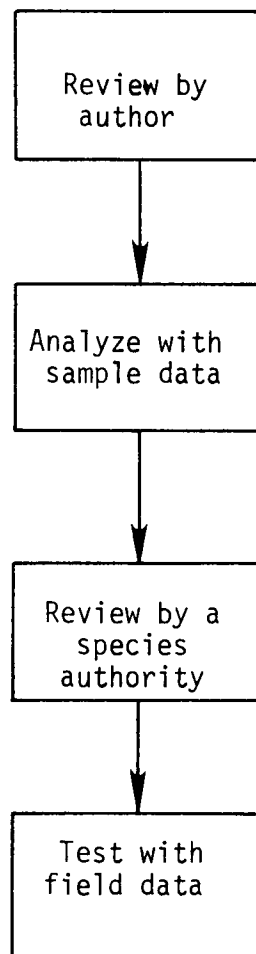 Review by
author
Analyze with
sample data
Review by a
species
authority
Test with
field data